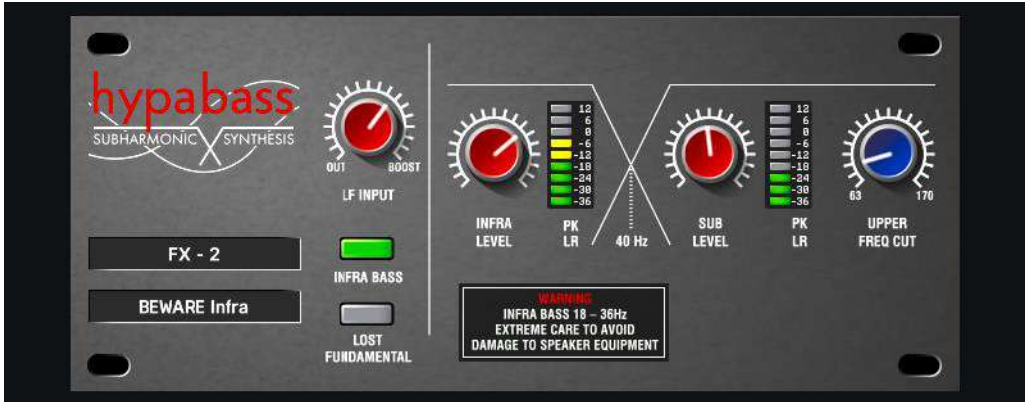 hypabass
SUBHARMONIC SYNTHESIS
OUT BOOST
LF INPUT
FX - 2
BEWARE Infra
INFRA BASS
LOST
FUNDAMENTAL
INFRA
LEVEL
12
6
0
-6
-12
-18
-24
-30
-36
PK
LR
40 Hz
SUB
LEVEL
12
6
0
-6
-12
-18
-24
-30
-36
PK
LR
63 170
UPPER
FREQ CUT
WARNING
INFRA BASS 18 – 36Hz
EXTREME CARE TO AVOID
DAMAGE TO SPEAKER EQUIPMENT